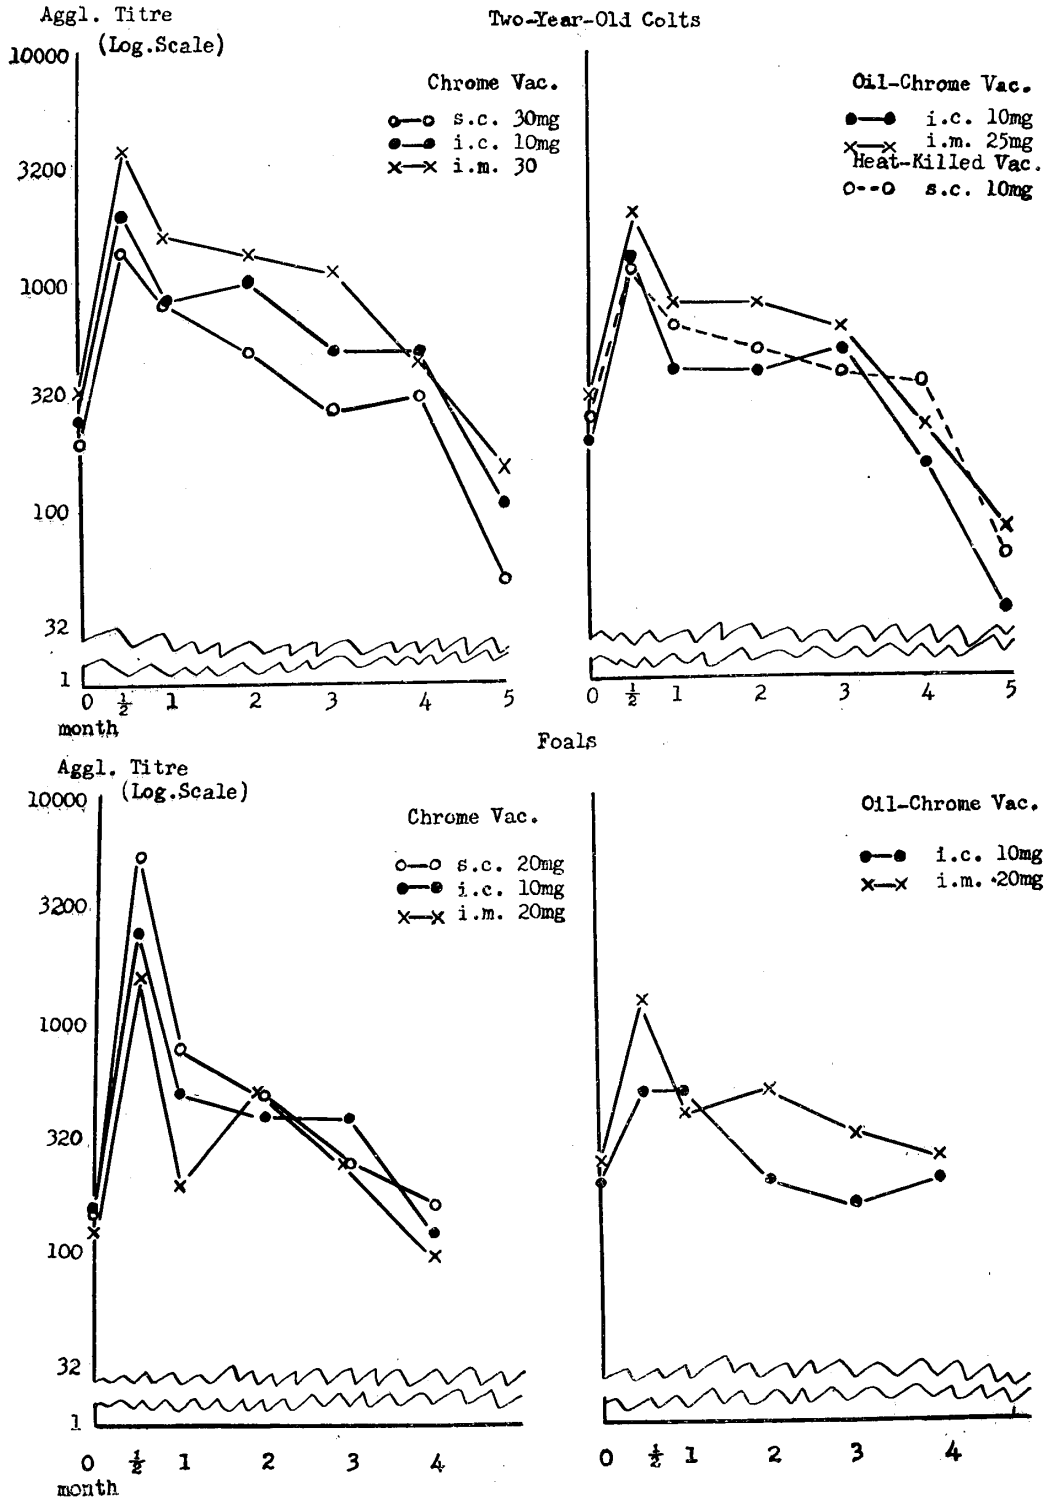 Aggl. Titre
(Log.Scale)
Two-Year-Old Colts
10000
3200
1000
320
100
32
1
Chrome Vac.
s.c. 30mg
i.c. 10mg
i.m. 30
0 ½ 1 2 3 4 5
month
Oil-Chrome Vac.
i.c. 10mg
i.m. 25mg
Heat-Killed Vac.
s.c. 10mg
0 ½ 1 2 3 4 5
Foals
Aggl. Titre
(Log.Scale)
10000
3200
1000
320
100
32
1
Chrome Vac.
s.c. 20mg
i.c. 10mg
i.m. 20mg
0 ½ 1 2 3 4
month
Oil-Chrome Vac.
i.c. 10mg
i.m. 20mg
0 ½ 1 2 3 4